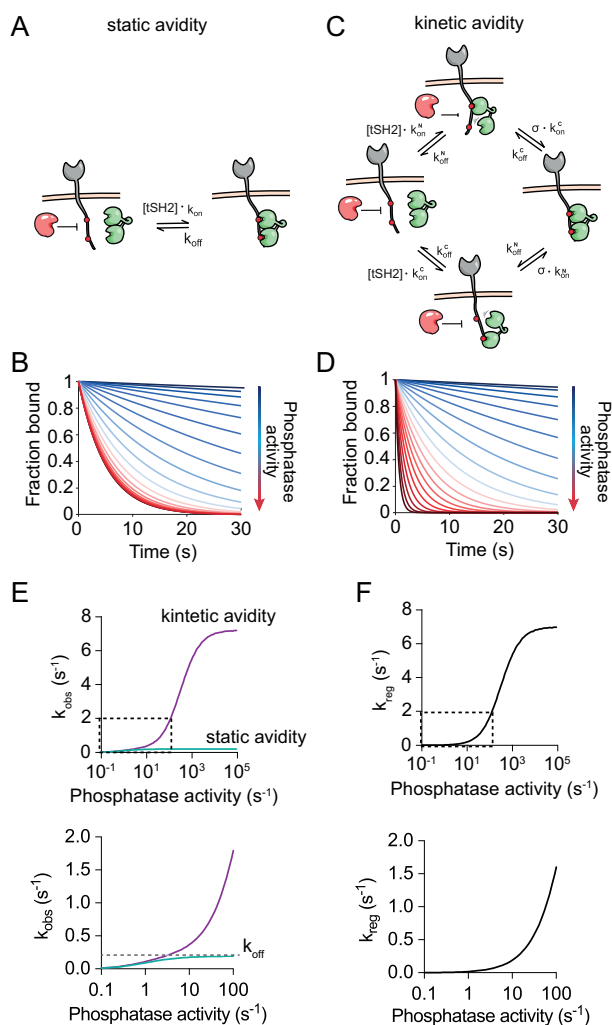 A
static avidity
[tSH2] · kon
koff
B
Fraction bound
1
0.8
0.6
0.4
0.2
0
0
10
20
30
Time (s)
Phosphatase
activity
C
kinetic avidity
[tSH2] · kNon
kNoff
σ · kCon
kCoff
kCoff
[tSH2] · kCon
kNoff
σ · kNon
D
Fraction bound
1
0.8
0.6
0.4
0.2
0
0
10
20
30
Time (s)
Phosphatase
activity
E
kobs (s-1)
8
6
4
2
0
kintetic avidity
static avidity
10-1
101
103
105
Phosphatase activity (s-1)
kobs (s-1)
2.0
1.5
1.0
0.5
0.0
koff
0.1
1
10
100
Phosphatase activity (s-1)
F
kreg (s-1)
8
6
4
2
0
10-1
101
103
105
Phosphatase activity (s-1)
kreg (s-1)
2.0
1.5
1.0
0.5
0.0
0.1
1
10
100
Phosphatase activity (s-1)